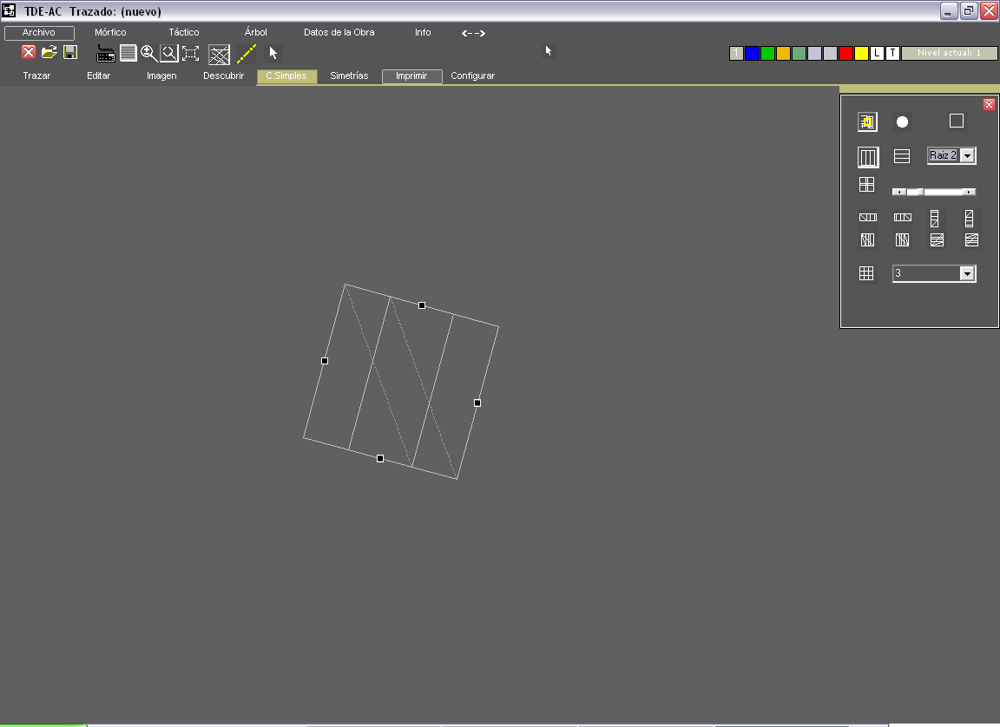 TDE-AC Trazado: (nuevo)
Archivo Mórfico Táctico Árbol Datos de la Obra Info <-->
1 L T Nivel actual: 1
Trazar Editar Imagen Descubrir C.Simples Simetrías Imprimir Configurar
Raiz 2
3